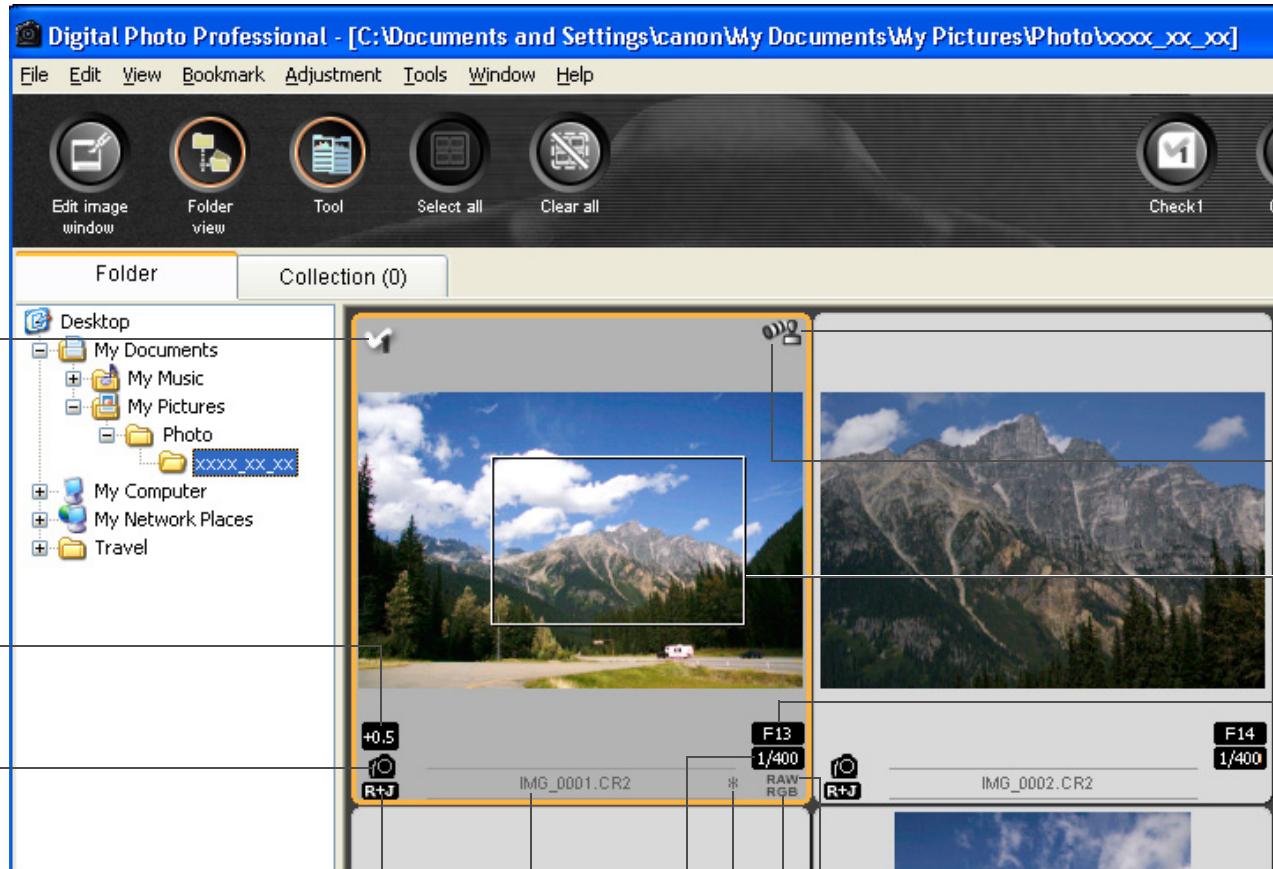 Digital Photo Professional - [C:\Documents and Settings\canon\My Documents\My Pictures\Photo\xxxx_xx_xx]
File Edit View Bookmark Adjustment Tools Window Help
Edit image window
Folder view
Tool
Select all
Clear all
Check1
Folder
Collection (0)
Desktop
My Documents
My Music
My Pictures
Photo
xxxx_xx_xx
My Computer
My Network Places
Travel
1
+0.5
F13
1/400
R+J
IMG_0001.CR2
*
RAW
RGB
F14
1/400
R+J
IMG_0002.CR2